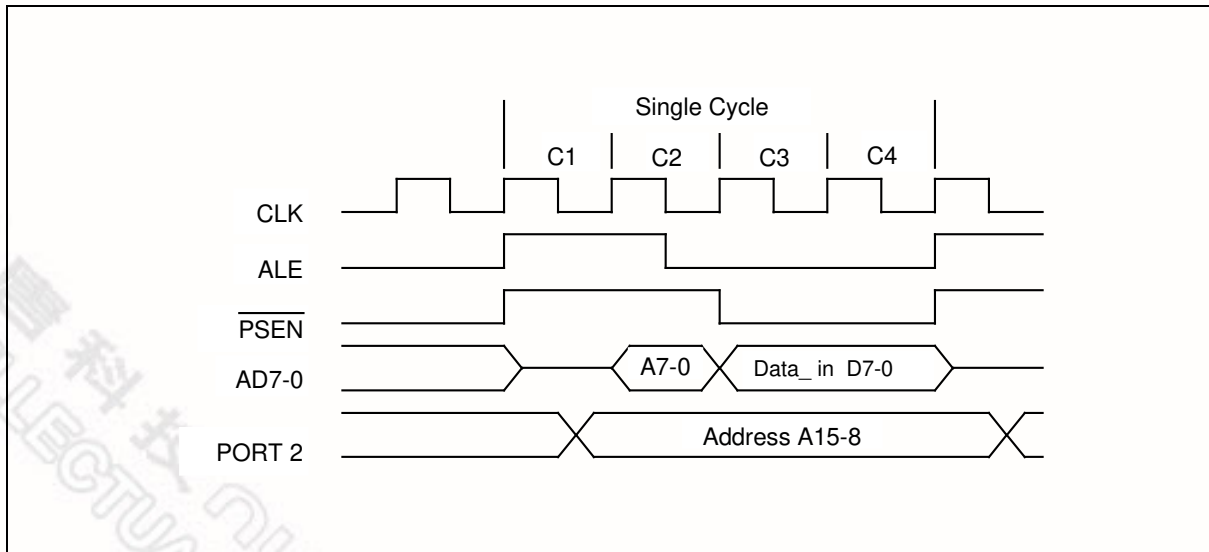 Single Cycle
C1 C2 C3 C4
CLK
ALE
PSEN
AD7-0 A7-0 Data_ in D7-0
PORT 2 Address A15-8